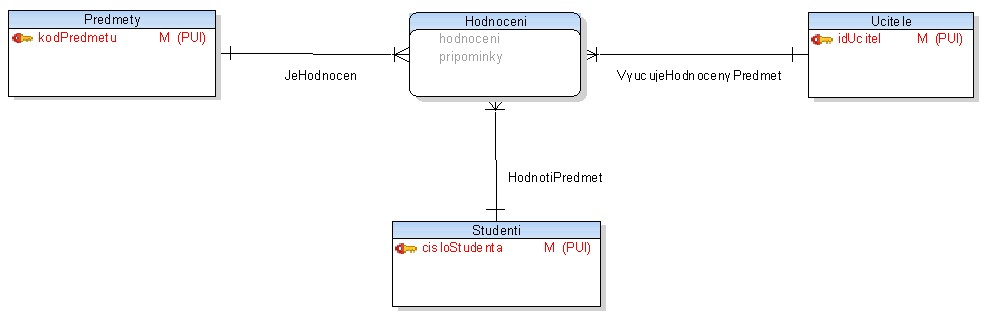 Predmety
kodPredmetu M (PUI)
JeHodnocen
Hodnoceni
hodnoceni
pripominky
VyucujeHodnocenyPredmet
Ucitele
idUcitel M (PUI)
HodnotiPredmet
Studenti
cisloStudenta M (PUI)